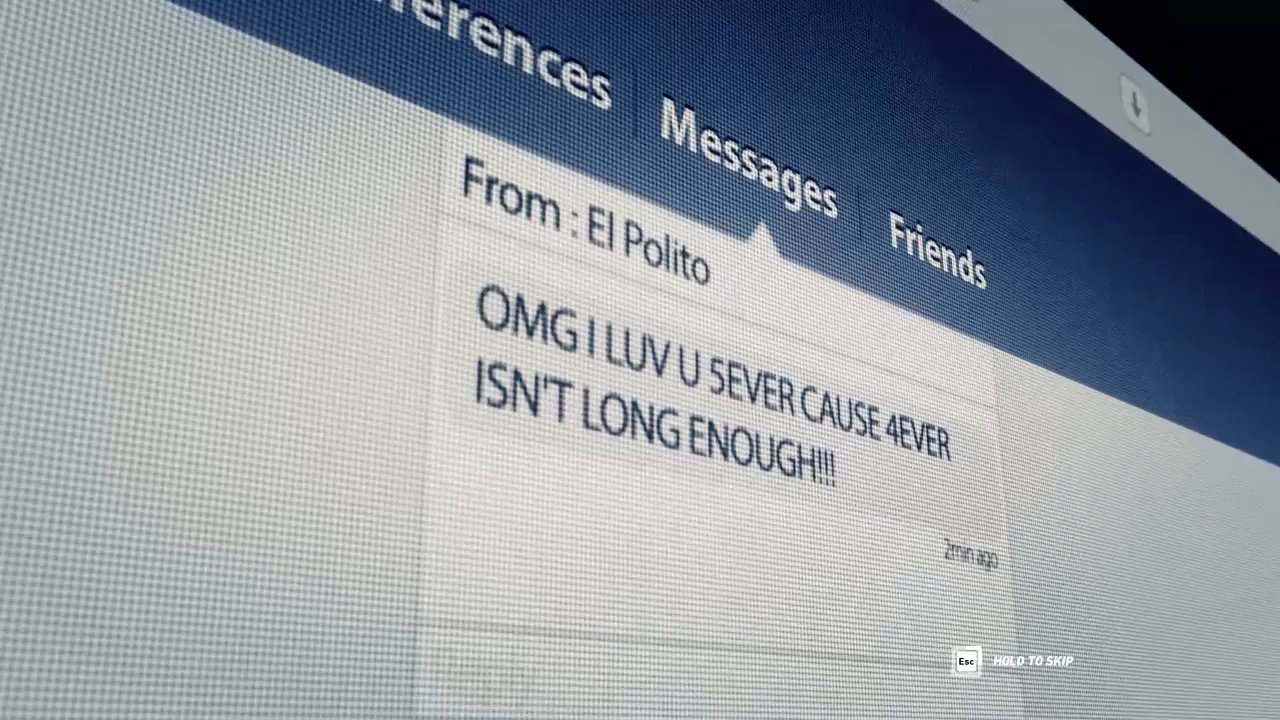 ferences
Messages
Friends
From : El Polito
OMG I LUV U 5EVER CAUSE 4EVER
ISN'T LONG ENOUGH!!!
2min ago
Esc HOLD TO SKIP